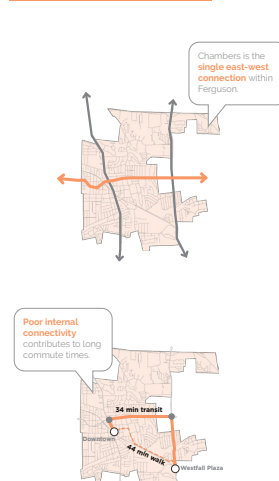 Chambers is the
single east-west
connection within
Ferguson.
Poor internal
connectivity
contributes to long
commute times.
34 min transit
Downtown
44 min walk
Westfall Plaza